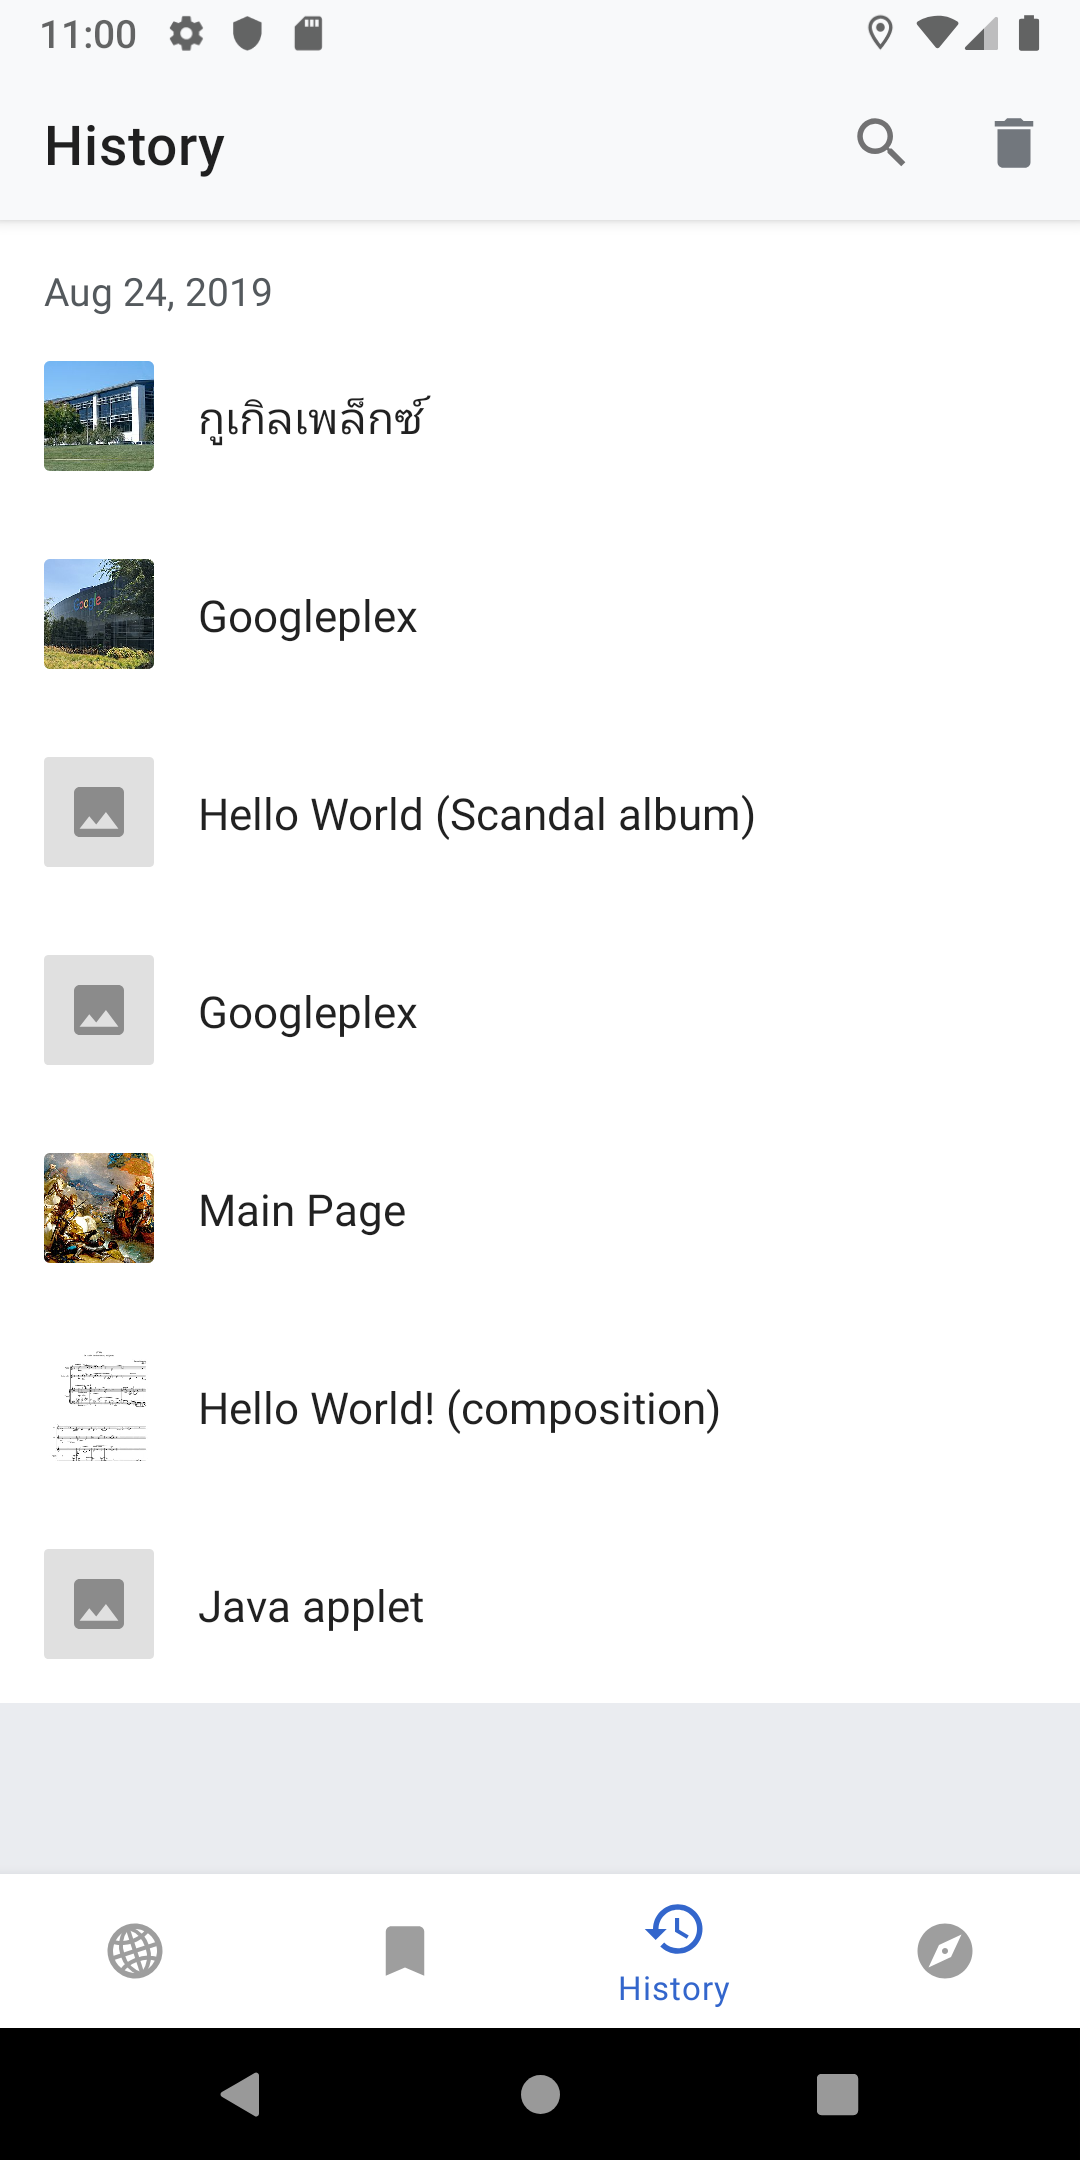 11:00
History
Aug 24, 2019
กูเกิลเพล็กซ์
Googleplex
Hello World (Scandal album)
Googleplex
Main Page
Hello World! (composition)
Java applet
History